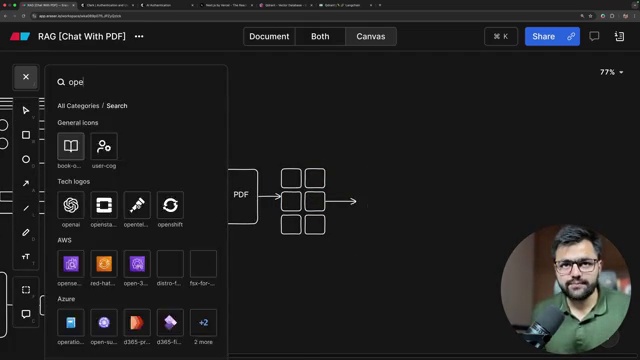 RAG [Chat With PDF]
Document
Both
Canvas
⌘ K
Share
77%
ope
All Categories / Search
General Icons
book-o...
user-cog
Tech logos
openai
opensta...
opentel...
openshift
AWS
opense...
red-hat...
open-3...
distro-f...
fsx-for-...
Azure
operatio...
open-su...
d365-pr...
d365-fi...
+2
2 more
PDF